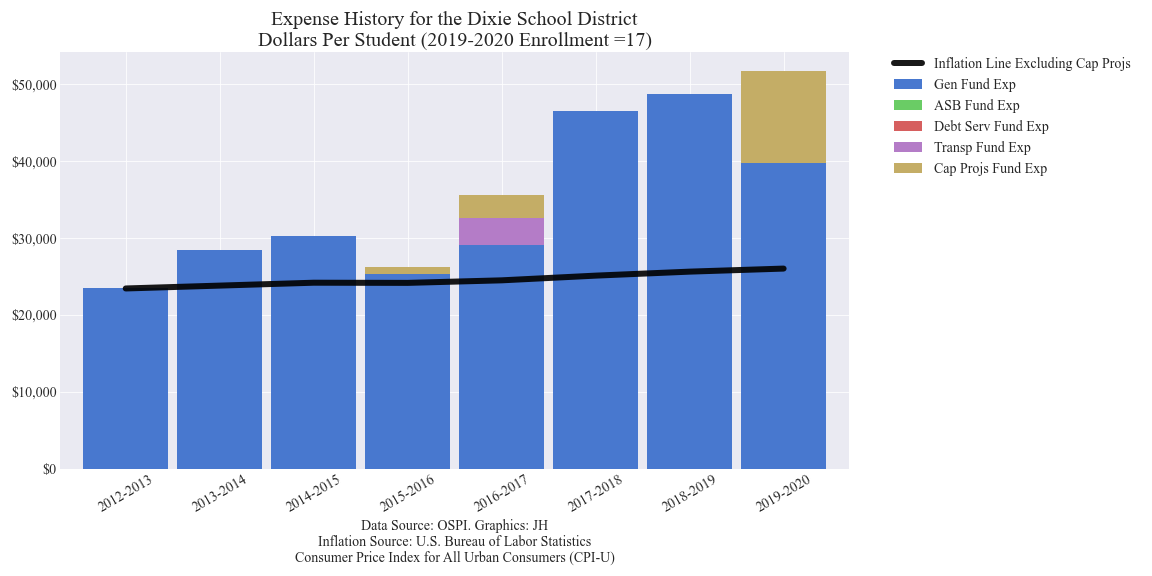 Expense History for the Dixie School District
Dollars Per Student (2019-2020 Enrollment =17)
Inflation Line Excluding Cap Projs
Gen Fund Exp
ASB Fund Exp
Debt Serv Fund Exp
Transp Fund Exp
Cap Projs Fund Exp
$50,000
$40,000
$30,000
$20,000
$10,000
$0
2012-2013
2013-2014
2014-2015
2015-2016
2016-2017
2017-2018
2018-2019
2019-2020
Data Source: OSPI. Graphics: JH
Inflation Source: U.S. Bureau of Labor Statistics
Consumer Price Index for All Urban Consumers (CPI-U)